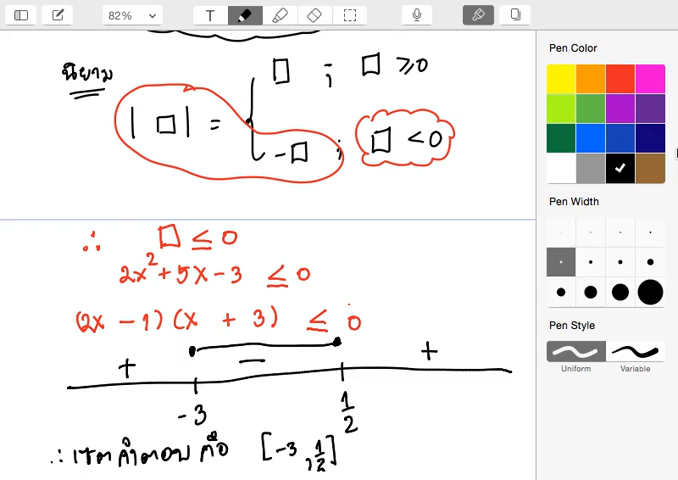 82%
T
Pen Color
นิยาม
|□| = { □ ; □ ≥ 0
-□ ; □ < 0
Pen Width
∴ □ ≤ 0
2x² + 5x - 3 ≤ 0
(2x - 1)(x + 3) ≤ 0
Pen Style
Uniform Variable
+ - +
-3 1/2
∴ เซตคำตอบคือ [-3, 1/2]